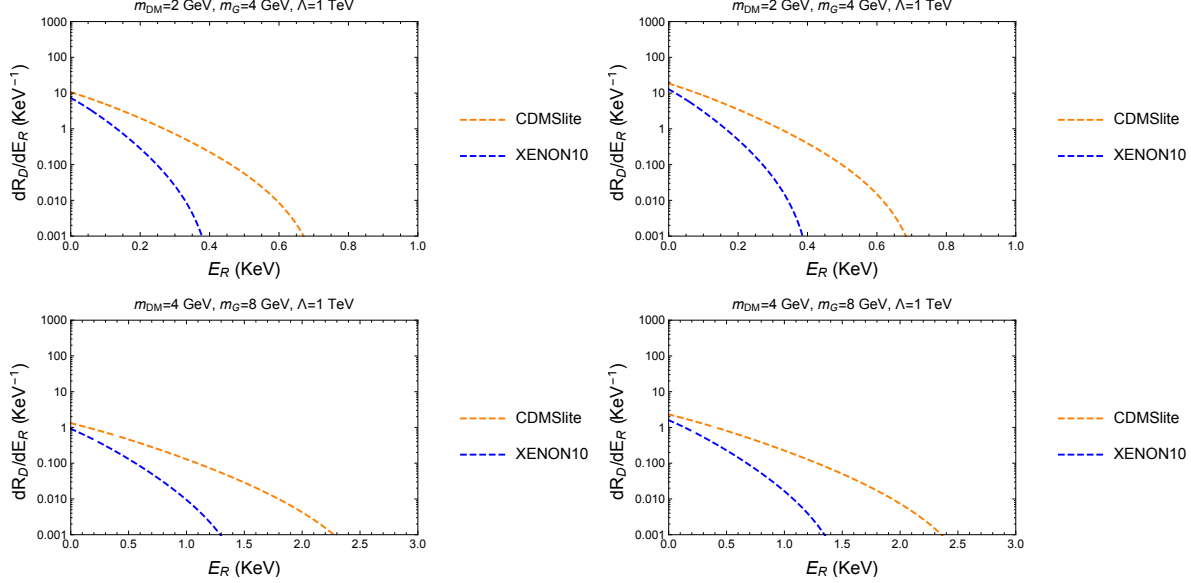 m_DM=2 GeV, m_G=4 GeV, Λ=1 TeV
1000
100
10
1
0.100
0.010
0.001
0.0 0.2 0.4 0.6 0.8 1.0
dR_D/dE_R (KeV⁻¹)
E_R (KeV)
CDMSlite
XENON10
m_DM=2 GeV, m_G=4 GeV, Λ=1 TeV
1000
100
10
1
0.100
0.010
0.001
0.0 0.2 0.4 0.6 0.8 1.0
dR_D/dE_R (KeV⁻¹)
E_R (KeV)
CDMSlite
XENON10
m_DM=4 GeV, m_G=8 GeV, Λ=1 TeV
1000
100
10
1
0.100
0.010
0.001
0.0 0.5 1.0 1.5 2.0 2.5 3.0
dR_D/dE_R (KeV⁻¹)
E_R (KeV)
CDMSlite
XENON10
m_DM=4 GeV, m_G=8 GeV, Λ=1 TeV
1000
100
10
1
0.100
0.010
0.001
0.0 0.5 1.0 1.5 2.0 2.5 3.0
dR_D/dE_R (KeV⁻¹)
E_R (KeV)
CDMSlite
XENON10